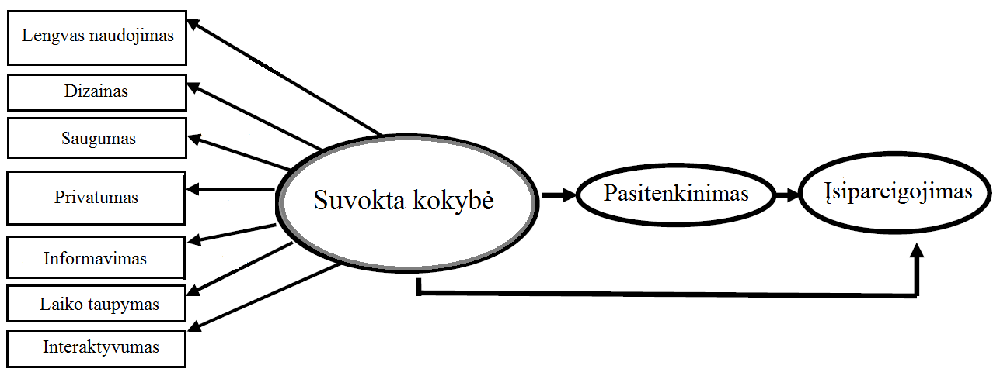 Lengvas naudojimas
Dizainas
Saugumas
Privatumas
Informavimas
Laiko taupymas
Interaktyvumas
Suvokta kokybė
Pasitenkinimas
Įsipareigojimas